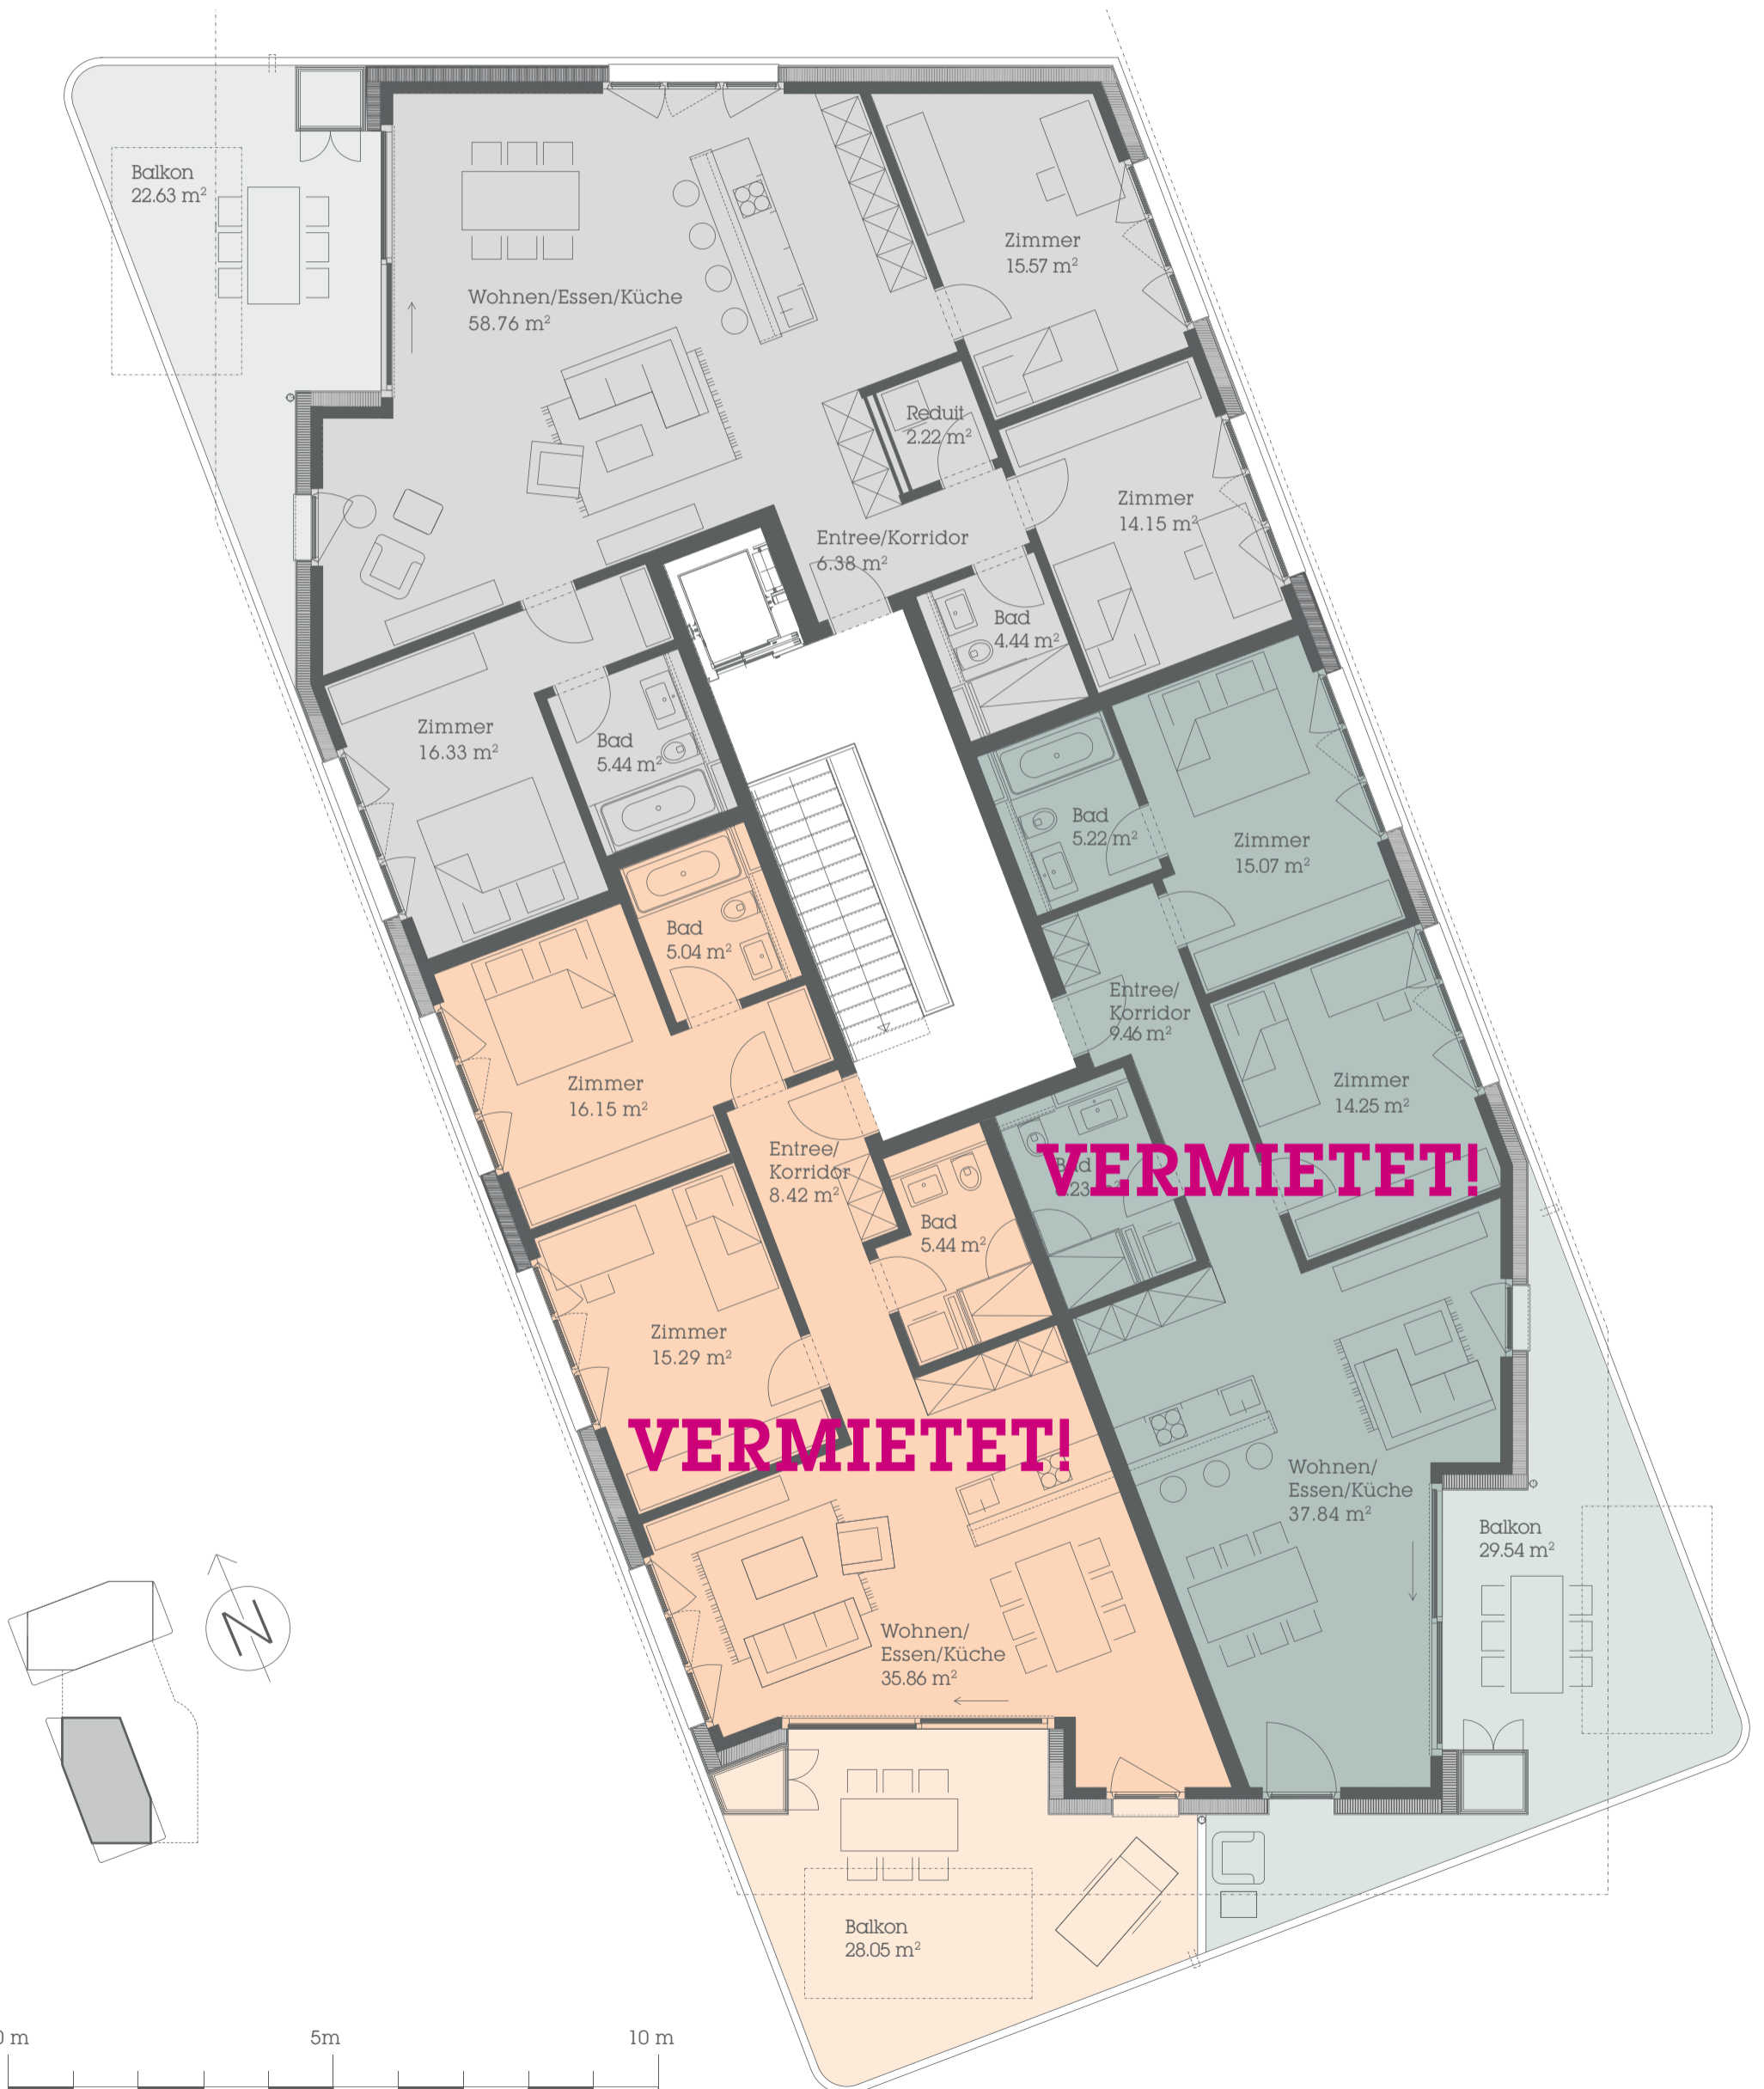 Balkon
22.63 m²
Wohnen/Essen/Küche
58.76 m²
Zimmer
15.57 m²
Reduit
2.22 m²
Zimmer
14.15 m²
Entree/Korridor
6.38 m²
Bad
4.44 m²
Zimmer
16.33 m²
Bad
5.44 m²
Bad
5.22 m²
Zimmer
15.07 m²
Bad
5.04 m²
Entree/
Korridor
9.46 m²
Zimmer
16.15 m²
Zimmer
14.25 m²
Entree/
Korridor
8.42 m²
Bad
VERMIETET!
Bad
5.44 m²
Zimmer
15.29 m²
VERMIETET!
Wohnen/
Essen/Küche
37.84 m²
Balkon
29.54 m²
Wohnen/
Essen/Küche
35.86 m²
N
Balkon
28.05 m²
0 m
5m
10 m